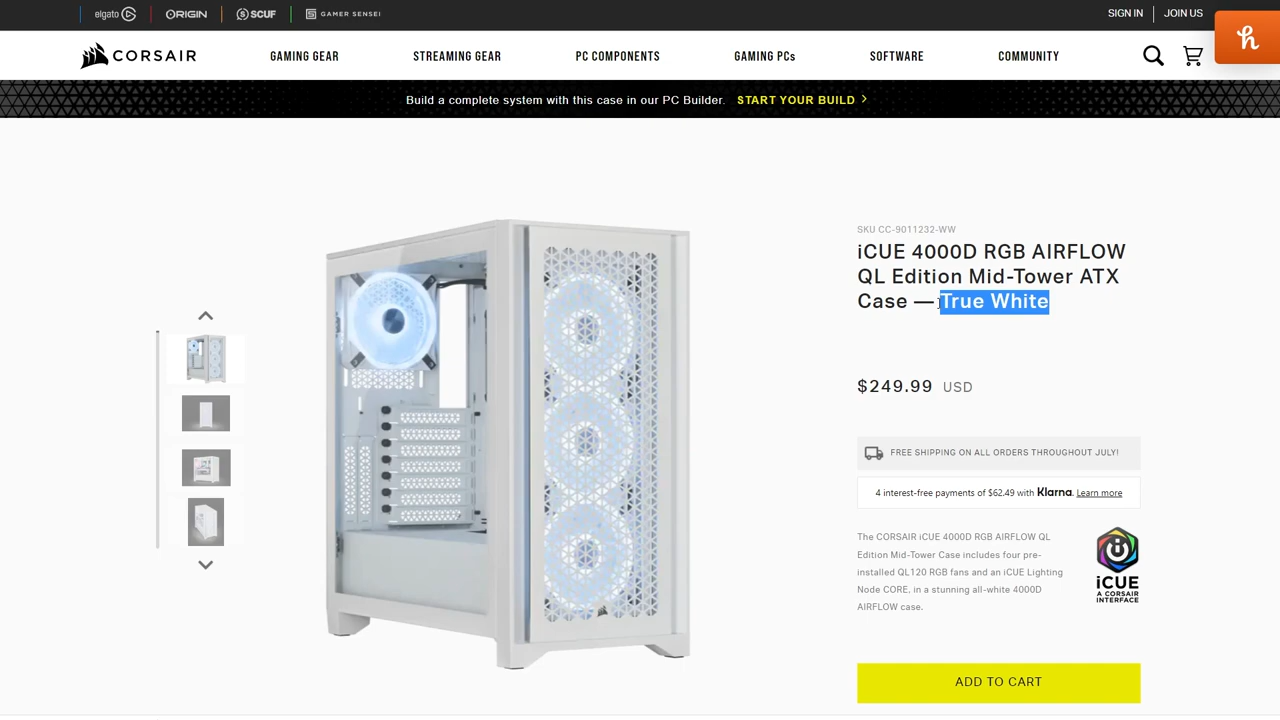 elgato ORIGIN SCUF GAMER SENSEI SIGN IN JOIN US
CORSAIR GAMING GEAR STREAMING GEAR PC COMPONENTS GAMING PCs SOFTWARE COMMUNITY
Build a complete system with this case in our PC Builder. START YOUR BUILD >
SKU CC-9011232-WW
iCUE 4000D RGB AIRFLOW
QL Edition Mid-Tower ATX
Case — True White
$249.99 USD
FREE SHIPPING ON ALL ORDERS THROUGHOUT JULY!
4 interest-free payments of $62.49 with Klarna. Learn more
The CORSAIR iCUE 4000D RGB AIRFLOW QL
Edition Mid-Tower Case includes four pre-
installed QL120 RGB fans and an iCUE Lighting
Node CORE, in a stunning all-white 4000D
AIRFLOW case.
iCUE
A CORSAIR
INTERFACE
ADD TO CART